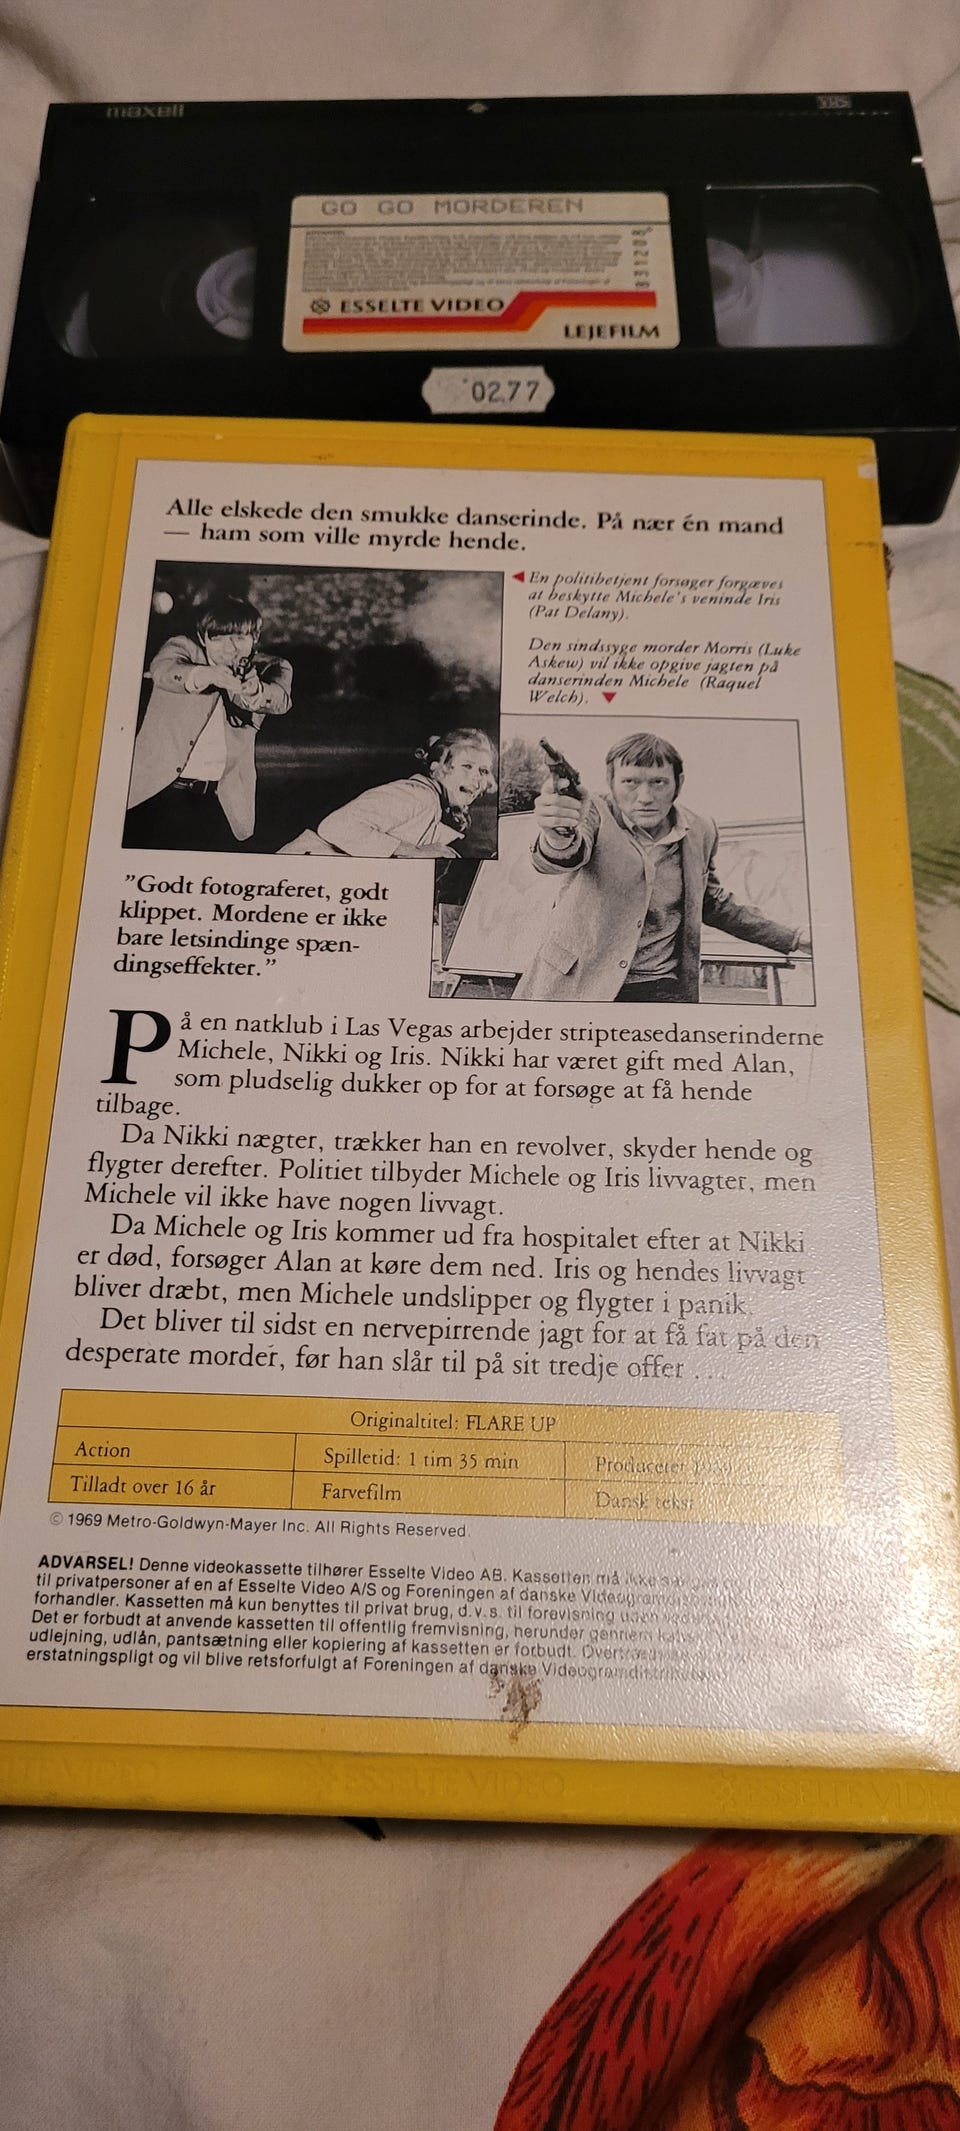 maxell
VHS
GO GO MORDEREN
831208
ESSELTE VIDEO
LEJEFILM
0277
Alle elskede den smukke danserinde. På nær én mand
— ham som ville myrde hende.
En politibetjent forsøger forgæves
at beskytte Michele's veninde Iris
(Pat Delany).
Den sindssyge morder Morris (Luke
Askew) vil ikke opgive jagten på
danserinden Michele (Raquel
Welch).
”Godt fotograferet, godt
klippet. Mordene er ikke
bare letsindinge spæn-
dingseffekter.”
På en natklub i Las Vegas arbejder stripteasedanserinderne
Michele, Nikki og Iris. Nikki har været gift med Alan,
som pludselig dukker op for at forsøge at få hende
tilbage.
Da Nikki nægter, trækker han en revolver, skyder hende og
flygter derefter. Politiet tilbyder Michele og Iris livvagter, men
Michele vil ikke have nogen livvagt.
Da Michele og Iris kommer ud fra hospitalet efter at Nikki
er død, forsøger Alan at køre dem ned. Iris og hendes livvagt
bliver dræbt, men Michele undslipper og flygter i panik.
Det bliver til sidst en nervepirrende jagt for at få fat på den
desperate morder, før han slår til på sit tredje offer ...
Originaltitel: FLARE UP
Action
Spilletid: 1 tim 35 min
Produceret 1969
Tilladt over 16 år
Farvefilm
Dansk tekst
© 1969 Metro-Goldwyn-Mayer Inc. All Rights Reserved.
ADVARSEL! Denne videokassette tilhører Esselte Video AB. Kassetten må ikke
til privatpersoner af en af Esselte Video A/S og Foreningen af danske
forhandler. Kassetten må kun benyttes til privat brug, d.v.s. til forevisning uden
Det er forbudt at anvende kassetten til offentlig fremvisning, herunder gennem
udlejning, udlån, pantsætning eller kopiering af kassetten er forbudt.
erstatningspligt og vil blive retsforfulgt af Foreningen af danske
ESSELTE VIDEO
ESSELTE VIDEO